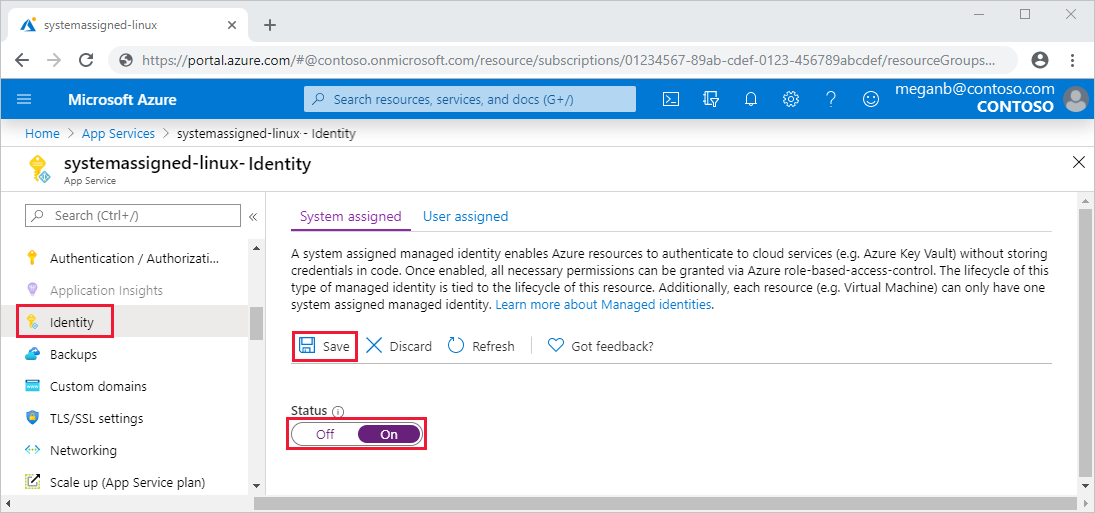 systemassigned-linux
https://portal.azure.com/#@contoso.onmicrosoft.com/resource/subscriptions/01234567-89ab-cdef-0123-456789abcdef/resourceGroups...
Microsoft Azure
Search resources, services, and docs (G+/)
meganb@contoso.com
CONTOSO
Home > App Services > systemassigned-linux - Identity
systemassigned-linux- Identity
App Service
Search (Ctrl+/)
«
Authentication / Authorizati...
Application Insights
Identity
Backups
Custom domains
TLS/SSL settings
Networking
Scale up (App Service plan)
System assigned
User assigned
A system assigned managed identity enables Azure resources to authenticate to cloud services (e.g. Azure Key Vault) without storing
credentials in code. Once enabled, all necessary permissions can be granted via Azure role-based-access-control. The lifecycle of this
type of managed identity is tied to the lifecycle of this resource. Additionally, each resource (e.g. Virtual Machine) can only have one
system assigned managed identity. Learn more about Managed identities.
Save
Discard
Refresh
Got feedback?
Status
Off
On